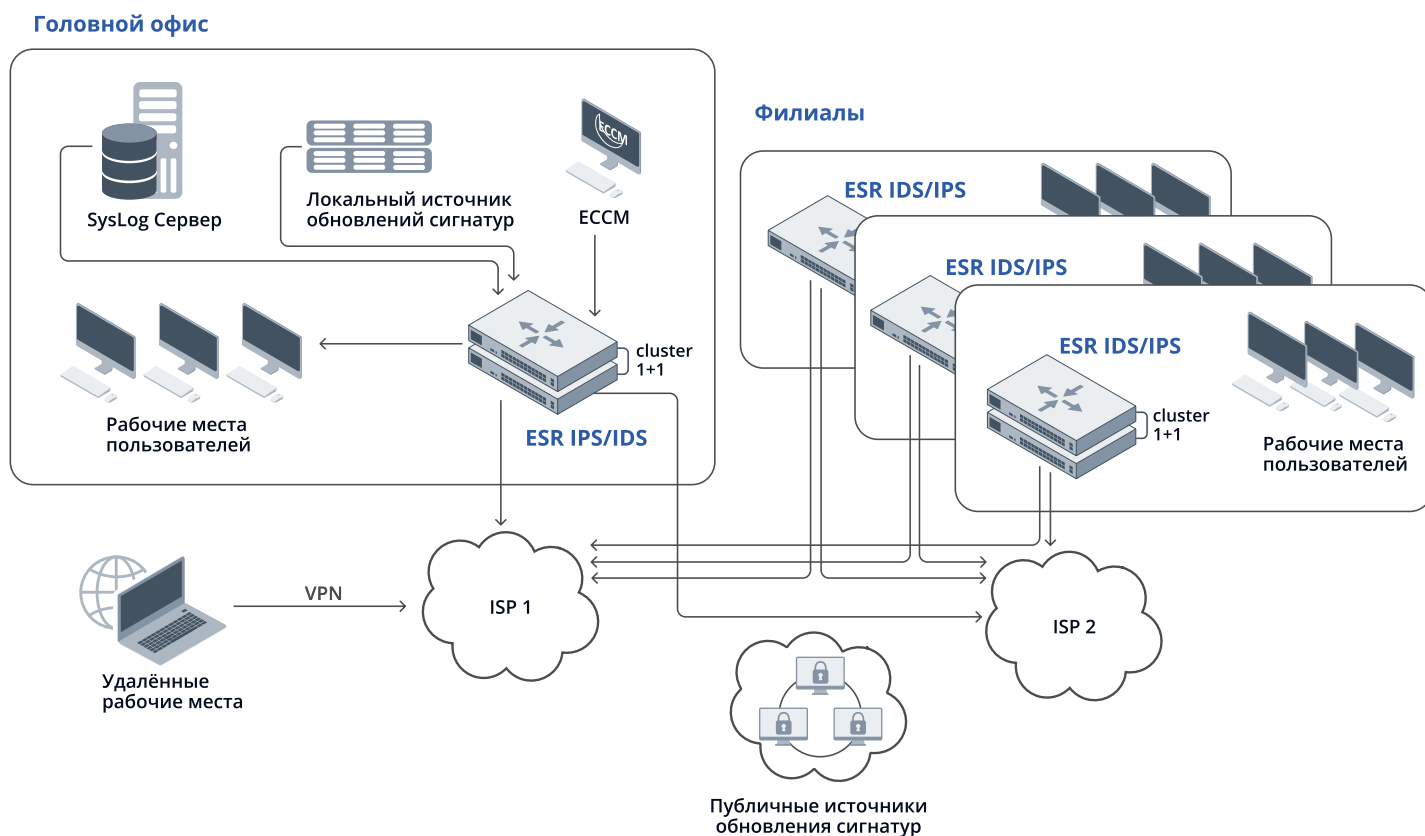 Головной офис
ECCM
SysLog Сервер
Локальный источник
обновлений сигнатур
ECCM
Рабочие места
пользователей
cluster
1+1
ESR IPS/IDS
Филиалы
ESR IDS/IPS
ESR IDS/IPS
ESR IDS/IPS
cluster
1+1
Рабочие места
пользователей
VPN
Удалённые
рабочие места
ISP 1
ISP 2
Публичные источники
обновления сигнатур